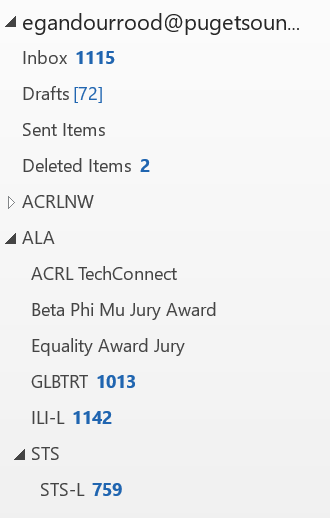 egandourrood@pugetsoun...
Inbox 1115
Drafts [72]
Sent Items
Deleted Items 2
ACRLNW
ALA
ACRL TechConnect
Beta Phi Mu Jury Award
Equality Award Jury
GLBTRT 1013
ILI-L 1142
STS
STS-L 759